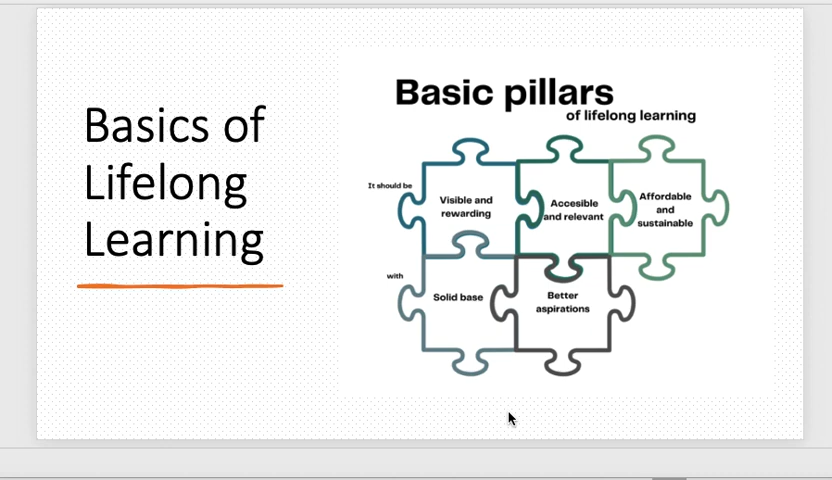 Basics of
Lifelong
Learning
Basic pillars
of lifelong learning
It should be
Visible and
rewarding
Accesible
and relevant
Affordable
and
sustainable
with
Solid base
Better
aspirations